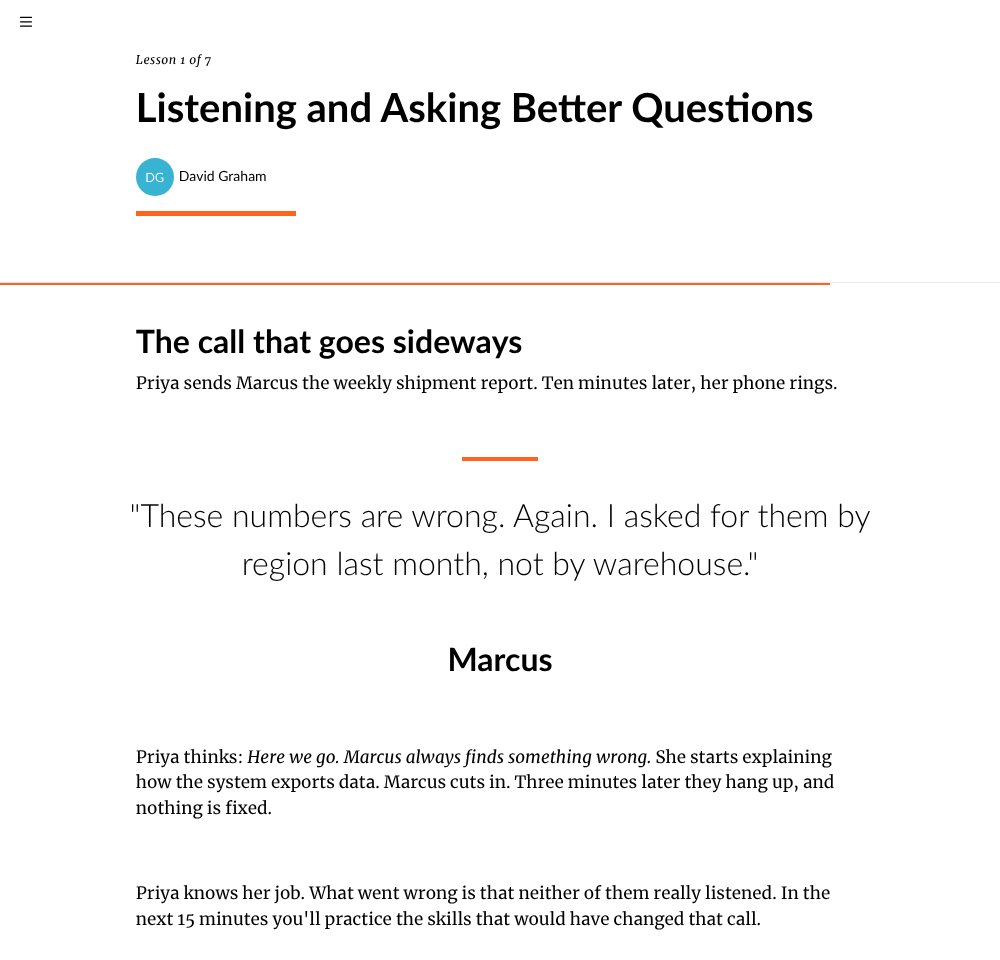 Lesson 1 of 7
Listening and Asking Better Questions
DG David Graham
The call that goes sideways
Priya sends Marcus the weekly shipment report. Ten minutes later, her phone rings.
"These numbers are wrong. Again. I asked for them by
region last month, not by warehouse."
Marcus
Priya thinks: Here we go. Marcus always finds something wrong. She starts explaining
how the system exports data. Marcus cuts in. Three minutes later they hang up, and
nothing is fixed.
Priya knows her job. What went wrong is that neither of them really listened. In the
next 15 minutes you'll practice the skills that would have changed that call.